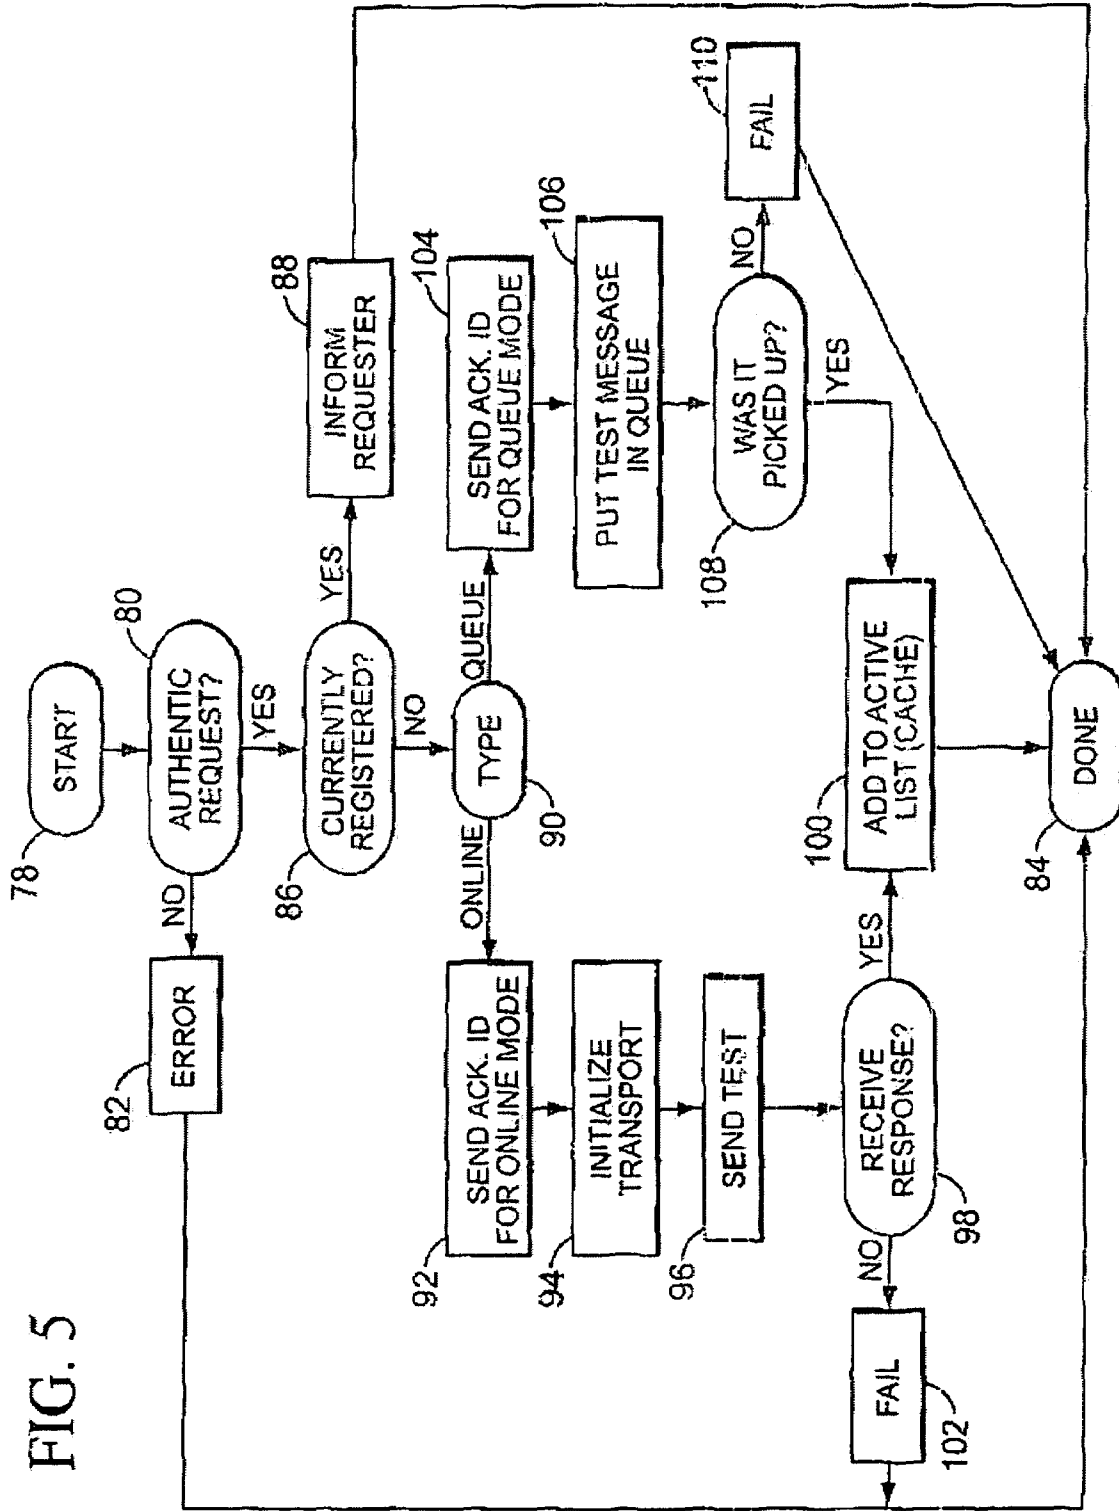 FIG. 5
78
START
80
AUTHENTIC
REQUEST?
NO
82
ERROR
YES
86
CURRENTLY
REGISTERED?
YES
88
INFORM
REQUESTER
NO
90
TYPE
ONLINE
QUEUE
92
SEND ACK. ID
FOR ONLINE MODE
94
INITIALIZE
TRANSPORT
96
SEND TEST
98
RECEIVE
RESPONSE?
NO
102
FAIL
YES
104
SEND ACK. ID
FOR QUEUE MODE
106
PUT TEST MESSAGE
IN QUEUE
108
WAS IT
PICKED UP?
NO
110
FAIL
YES
100
ADD TO ACTIVE
LIST (CACHE)
84
DONE